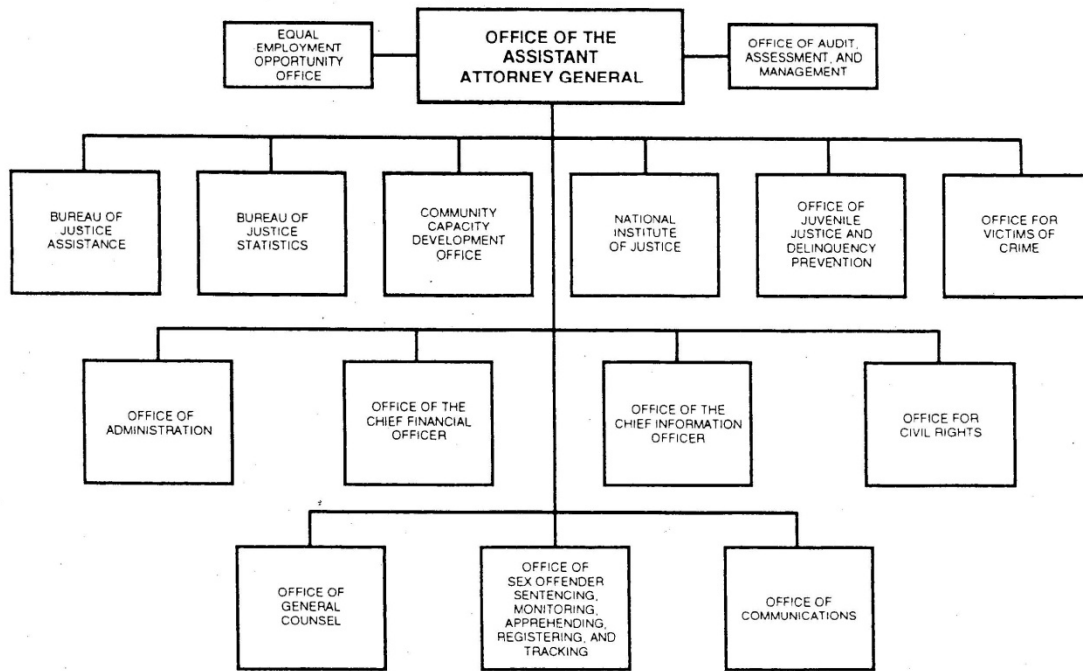 EQUAL
EMPLOYMENT
OPPORTUNITY
OFFICE
OFFICE OF THE
ASSISTANT
ATTORNEY GENERAL
OFFICE OF AUDIT,
ASSESSMENT, AND
MANAGEMENT
BUREAU OF
JUSTICE
ASSISTANCE
BUREAU OF
JUSTICE
STATISTICS
COMMUNITY
CAPACITY
DEVELOPMENT
OFFICE
NATIONAL
INSTITUTE
OF JUSTICE
OFFICE OF
JUVENILE
JUSTICE AND
DELINQUENCY
PREVENTION
OFFICE FOR
VICTIMS OF
CRIME
OFFICE OF
ADMINISTRATION
OFFICE OF THE
CHIEF FINANCIAL
OFFICER
OFFICE OF THE
CHIEF INFORMATION
OFFICER
OFFICE FOR
CIVIL RIGHTS
OFFICE OF
GENERAL
COUNSEL
OFFICE OF
SEX OFFENDER
SENTENCING,
MONITORING,
APPREHENDING,
REGISTERING, AND
TRACKING
OFFICE OF
COMMUNICATIONS